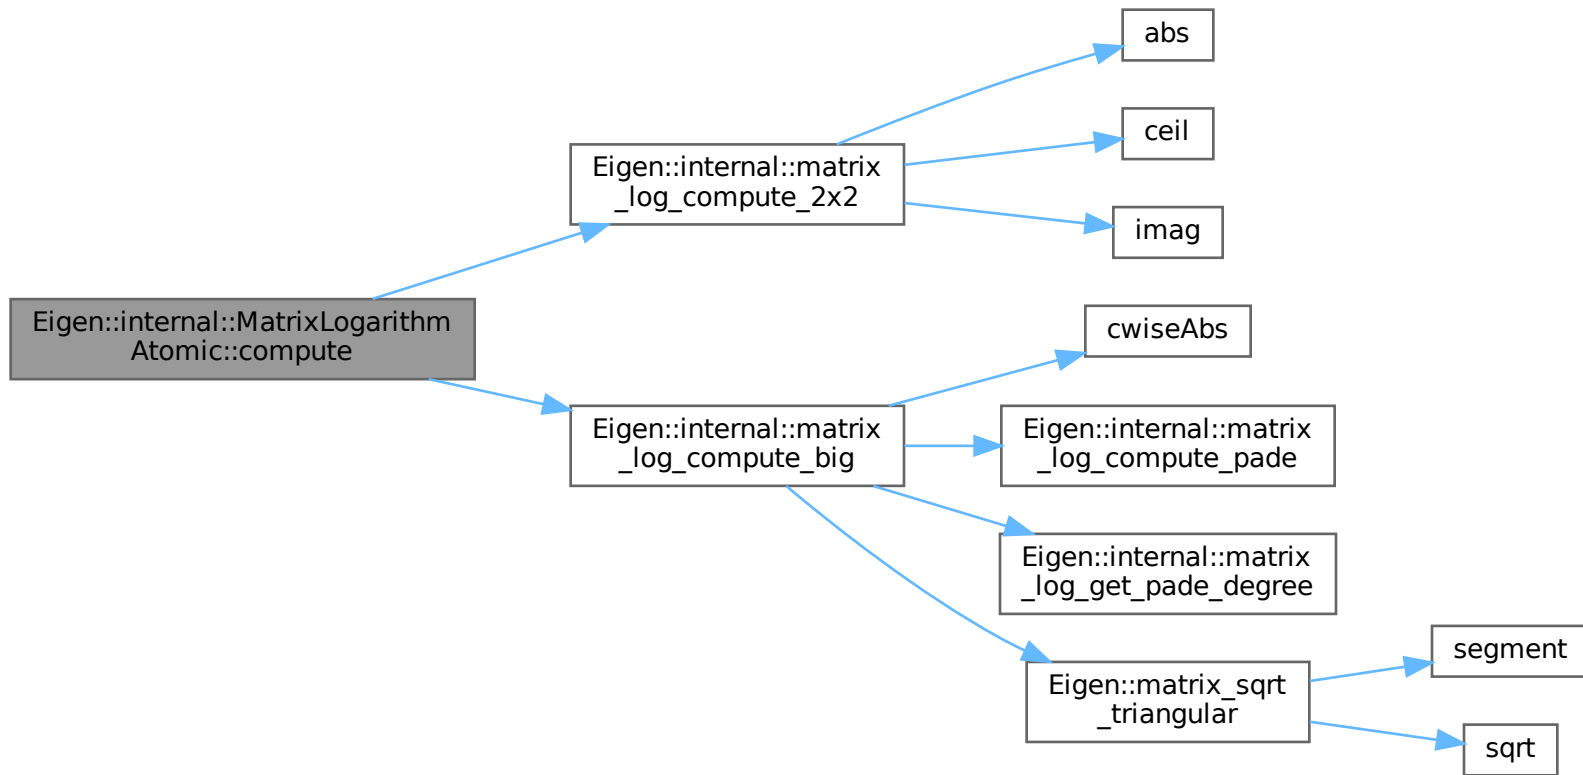 abs
ceil
Eigen::internal::matrix
_log_compute_2x2
imag
Eigen::internal::MatrixLogarithm
Atomic::compute
cwiseAbs
Eigen::internal::matrix
_log_compute_big
Eigen::internal::matrix
_log_compute_pade
Eigen::internal::matrix
_log_get_pade_degree
segment
Eigen::matrix_sqrt
_triangular
sqrt